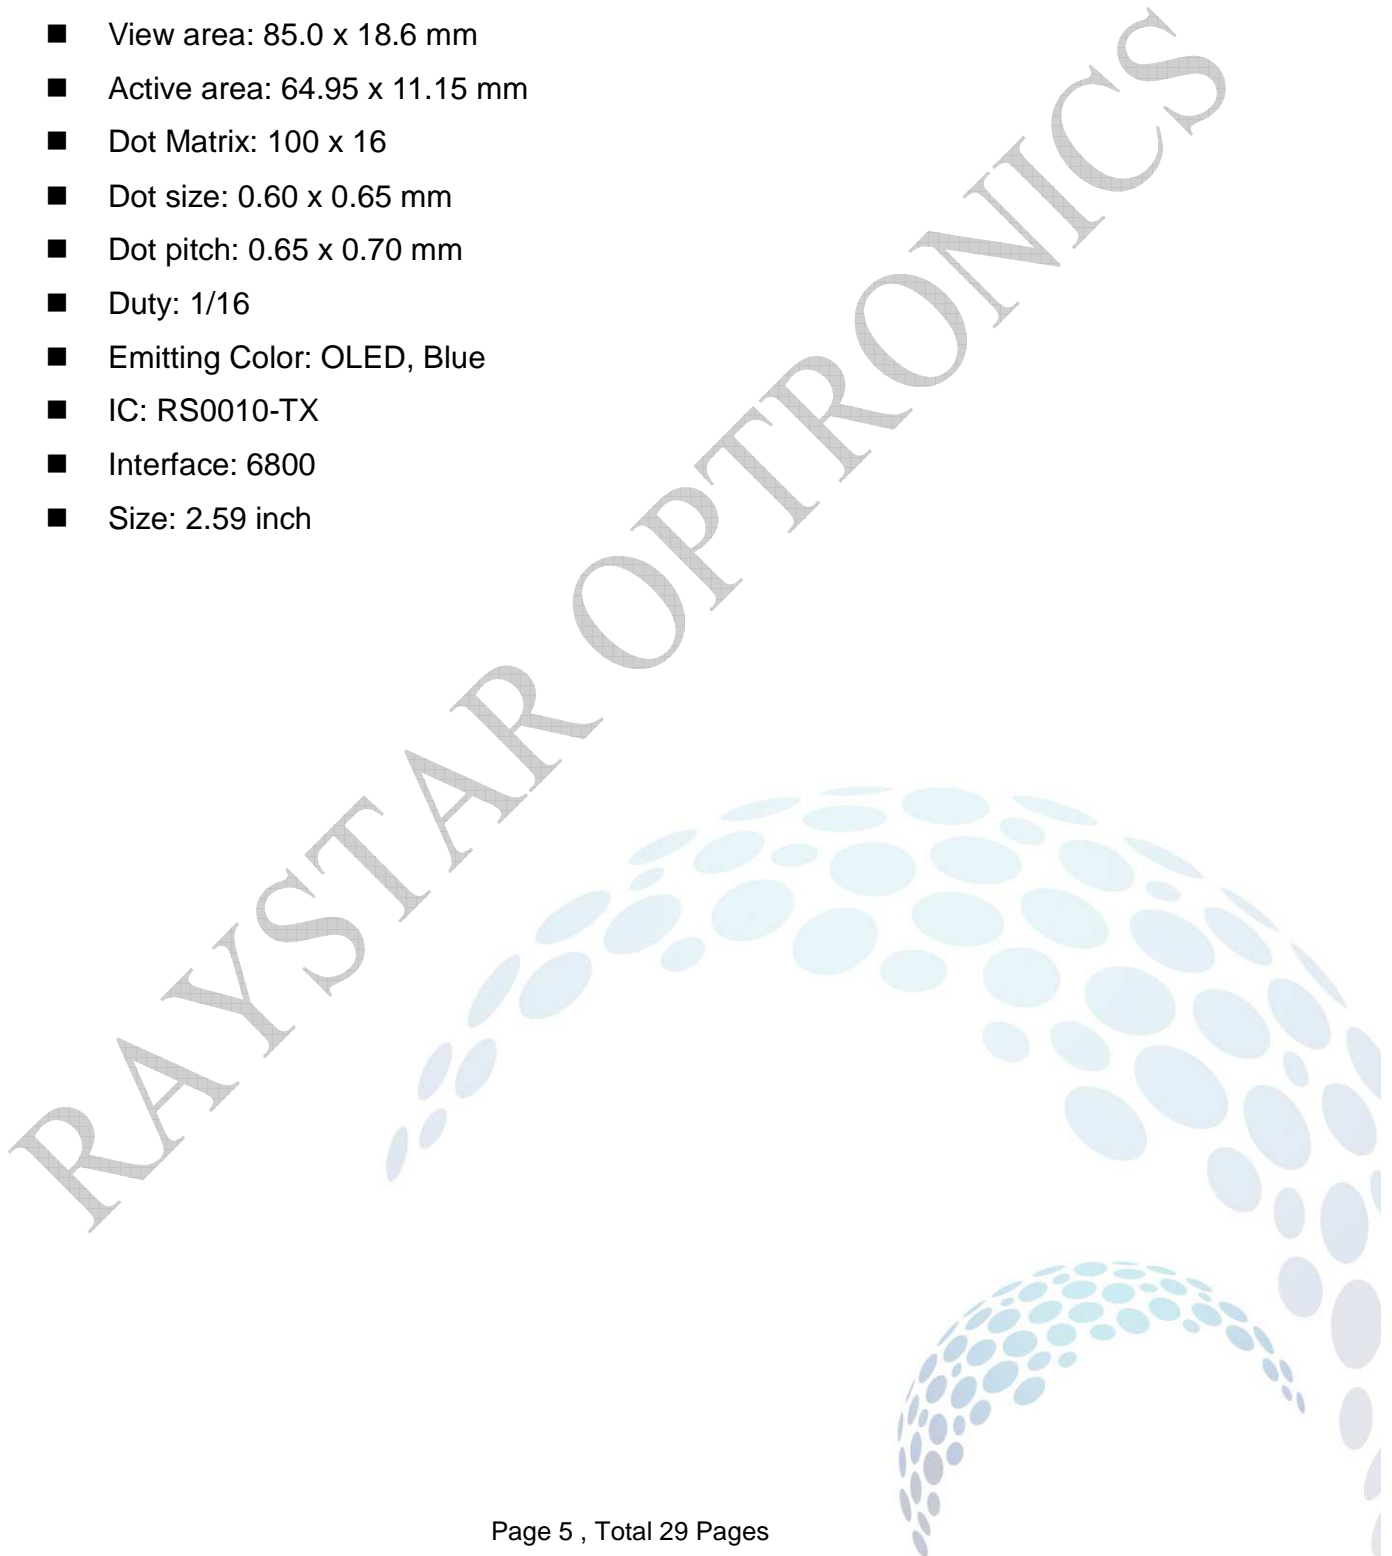 ■ View area: 85.0 x 18.6 mm
■ Active area: 64.95 x 11.15 mm
■ Dot Matrix: 100 x 16
■ Dot size: 0.60 x 0.65 mm
■ Dot pitch: 0.65 x 0.70 mm
■ Duty: 1/16
■ Emitting Color: OLED, Blue
■ IC: RS0010-TX
■ Interface: 6800
■ Size: 2.59 inch
RAYSTAR OPTRONICS
Page 5 , Total 29 Pages